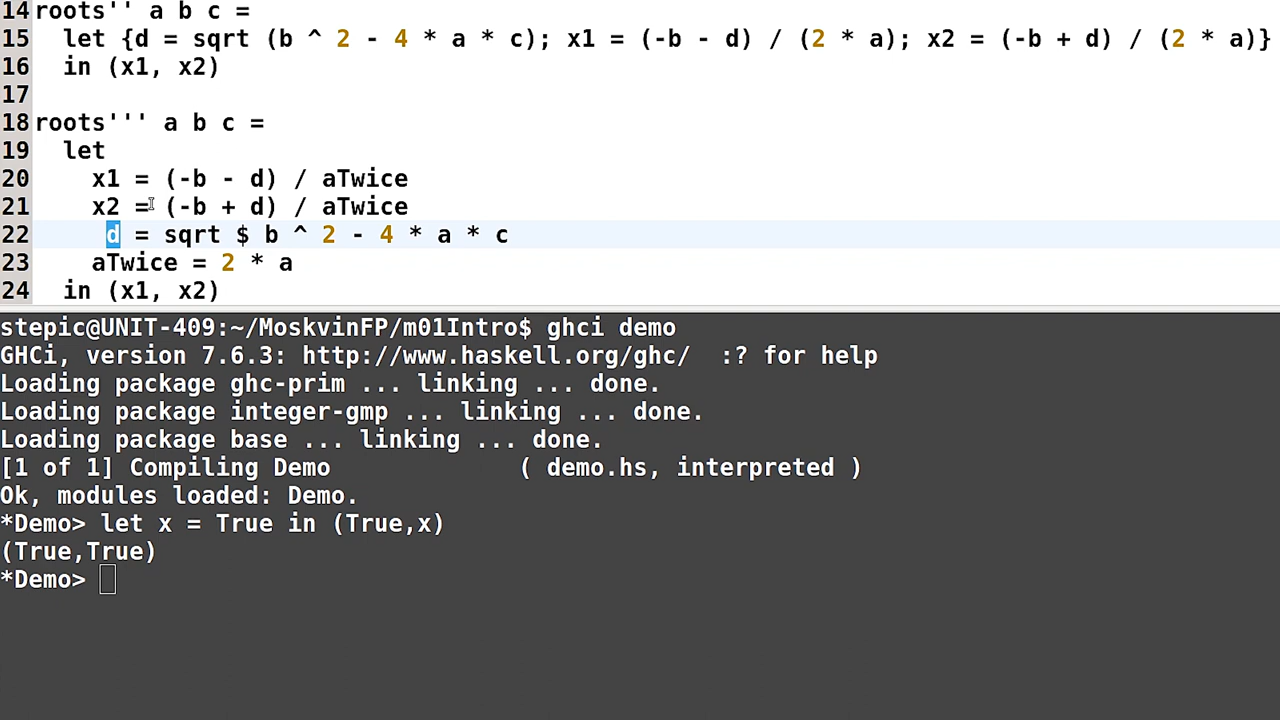 14 roots'' a b c =
15   let {d = sqrt (b ^ 2 - 4 * a * c); x1 = (-b - d) / (2 * a); x2 = (-b + d) / (2 * a)}
16   in (x1, x2)
17
18 roots''' a b c =
19   let
20     x1 = (-b - d) / aTwice
21     x2 = (-b + d) / aTwice
22      d = sqrt $ b ^ 2 - 4 * a * c
23     aTwice = 2 * a
24   in (x1, x2)
stepic@UNIT-409:~/MoskvinFP/m01Intro$ ghci demo
GHCi, version 7.6.3: http://www.haskell.org/ghc/  :? for help
Loading package ghc-prim ... linking ... done.
Loading package integer-gmp ... linking ... done.
Loading package base ... linking ... done.
[1 of 1] Compiling Demo             ( demo.hs, interpreted )
Ok, modules loaded: Demo.
*Demo> let x = True in (True,x)
(True,True)
*Demo>